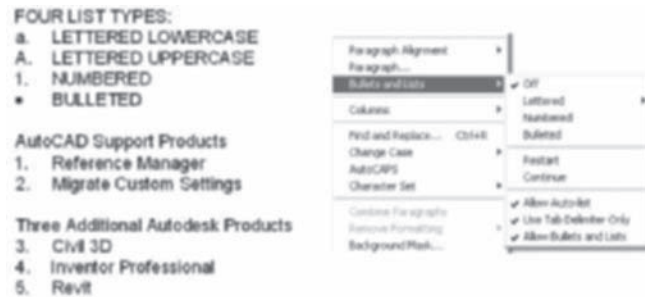 FOUR LIST TYPES:
a. LETTERED LOWERCASE
A. LETTERED UPPERCASE
1. NUMBERED
• BULLETED
AutoCAD Support Products
1. Reference Manager
2. Migrate Custom Settings
Three Additional Autodesk Products
3. Civil 3D
4. Inventor Professional
5. Revit
Paragraph Alignment
Paragraph...
Bullets and Lists
Columns
Find and Replace... Ctrl+R
Change Case
AutoCAPS
Character Set
Combine Paragraphs
Remove Formatting
Background Mask...
Off
Lettered
Numbered
Bulleted
Restart
Continue
Allow Auto-list
Use Tab Delimiter Only
Allow Bullets and Lists